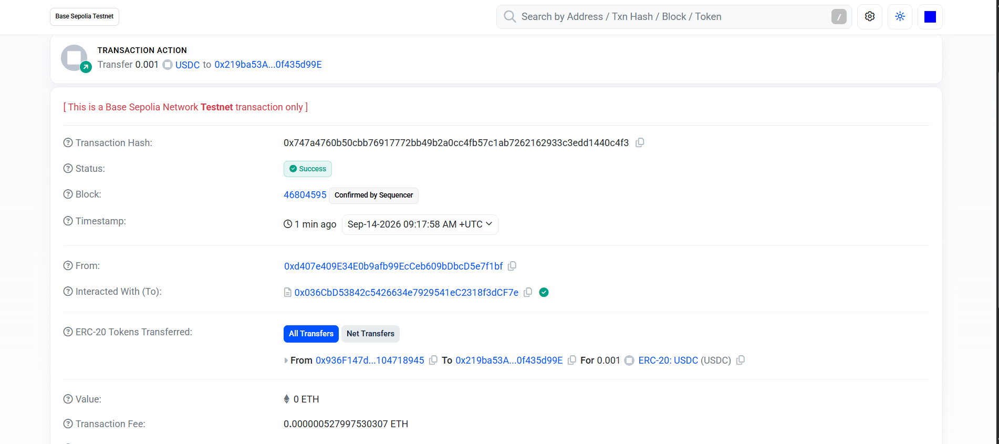 Base Sepolia Testnet
Search by Address / Txn Hash / Block / Token /
TRANSACTION ACTION
Transfer 0.001 USDC to 0x219ba53A...0f435d99E
[ This is a Base Sepolia Network Testnet transaction only ]
Transaction Hash: 0x747a4760b50cbb76917772bb49b2a0cc4fb57c1ab7262162933c3edd1440c4f3
Status: Success
Block: 46804595 Confirmed by Sequencer
Timestamp: 1 min ago Sep-14-2026 09:17:58 AM +UTC
From: 0xd407e409E34E0b9afb99EcCeb609bDbcD5e7f1bf
Interacted With (To): 0x036CbD53842c5426634e7929541eC2318f3dCF7e
ERC-20 Tokens Transferred: All Transfers Net Transfers
From 0x936F147d...104718945 To 0x219ba53A...0f435d99E For 0.001 ERC-20: USDC (USDC)
Value: 0 ETH
Transaction Fee: 0.000000527997530307 ETH